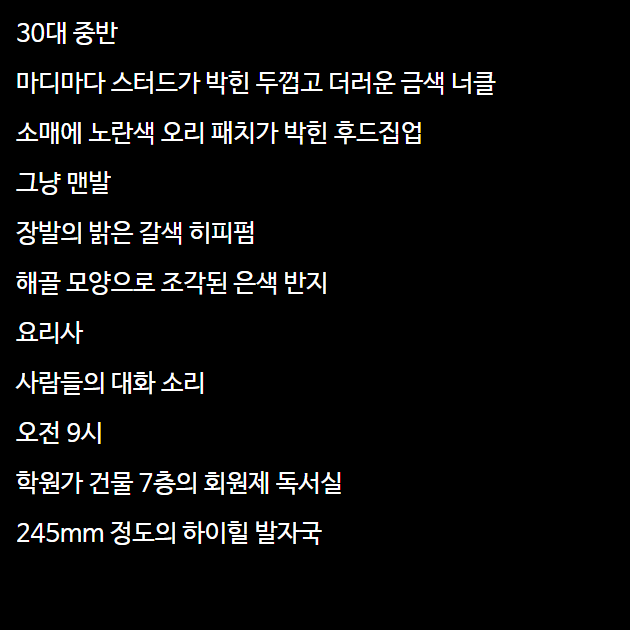 30대 중반
마디마다 스터드가 박힌 두껍고 더러운 금색 너클
소매에 노란색 오리 패치가 박힌 후드집업
그냥 맨발
장발의 밝은 갈색 히피펌
해골 모양으로 조각된 은색 반지
요리사
사람들의 대화 소리
오전 9시
학원가 건물 7층의 회원제 독서실
245mm 정도의 하이힐 발자국